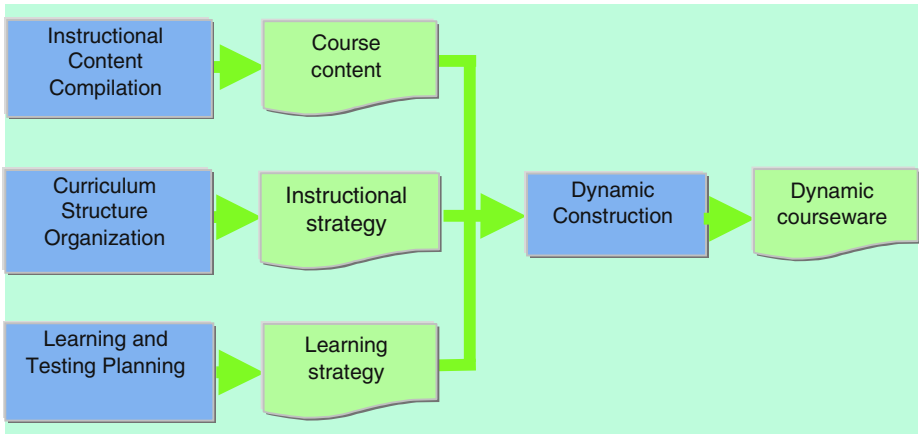 Instructional
Content
Compilation
Course
content
Curriculum
Structure
Organization
Instructional
strategy
Dynamic
Construction
Dynamic
courseware
Learning and
Testing Planning
Learning
strategy